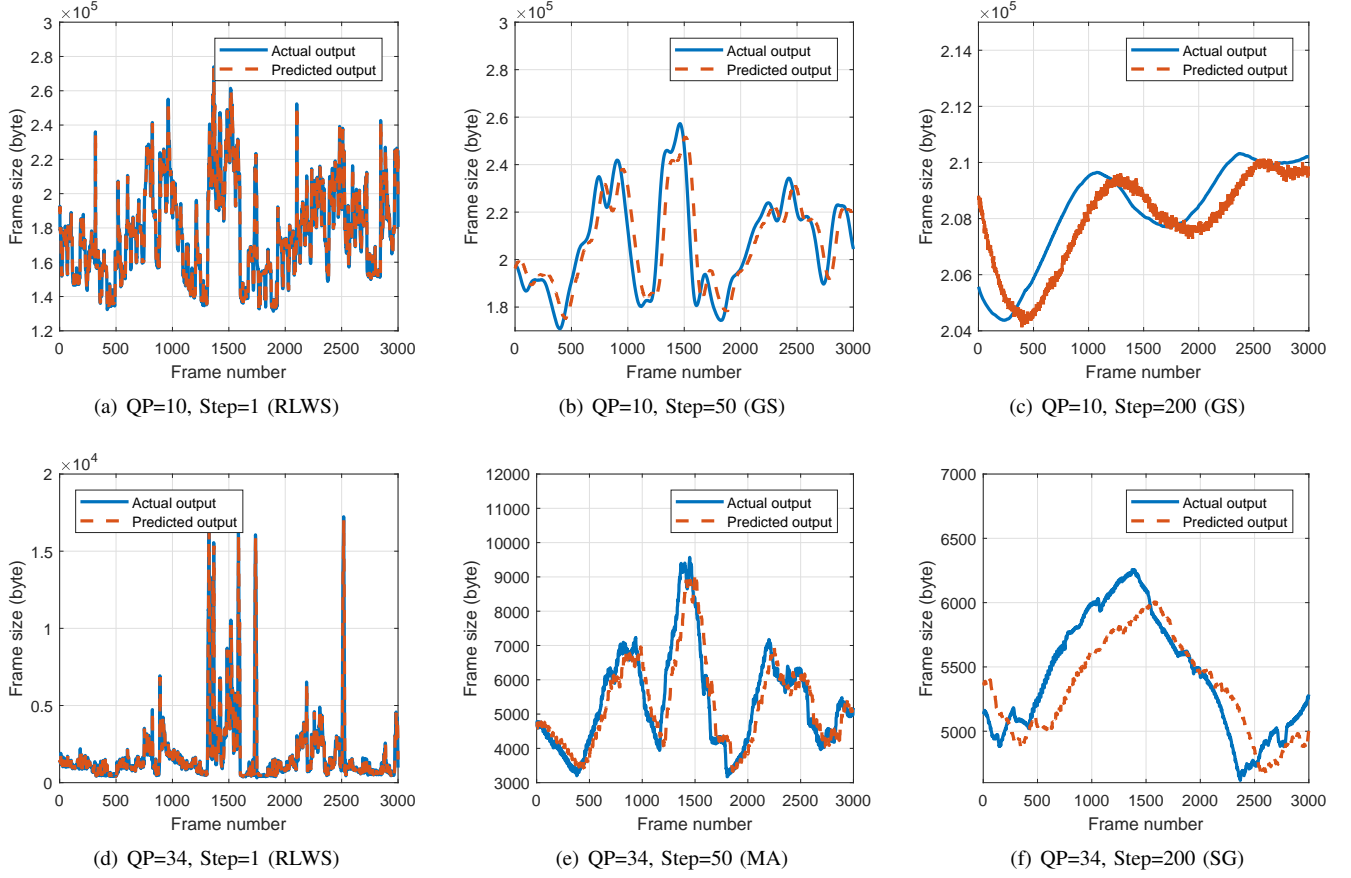 ×10^5
3
2.8
2.6
2.4
2.2
2
1.8
1.6
1.4
1.2
Frame size (byte)
Actual output
Predicted output
0 500 1000 1500 2000 2500 3000
Frame number
(a) QP=10, Step=1 (RLWS)
×10^5
3
2.8
2.6
2.4
2.2
2
1.8
Frame size (byte)
Actual output
Predicted output
0 500 1000 1500 2000 2500 3000
Frame number
(b) QP=10, Step=50 (GS)
×10^5
2.14
2.12
2.1
2.08
2.06
2.04
Frame size (byte)
Actual output
Predicted output
0 500 1000 1500 2000 2500 3000
Frame number
(c) QP=10, Step=200 (GS)
×10^4
2
1.5
1
0.5
0
Frame size (byte)
Actual output
Predicted output
0 500 1000 1500 2000 2500 3000
Frame number
(d) QP=34, Step=1 (RLWS)
12000
11000
10000
9000
8000
7000
6000
5000
4000
3000
Frame size (byte)
Actual output
Predicted output
0 500 1000 1500 2000 2500 3000
Frame number
(e) QP=34, Step=50 (MA)
7000
6500
6000
5500
5000
Frame size (byte)
Actual output
Predicted output
0 500 1000 1500 2000 2500 3000
Frame number
(f) QP=34, Step=200 (SG)